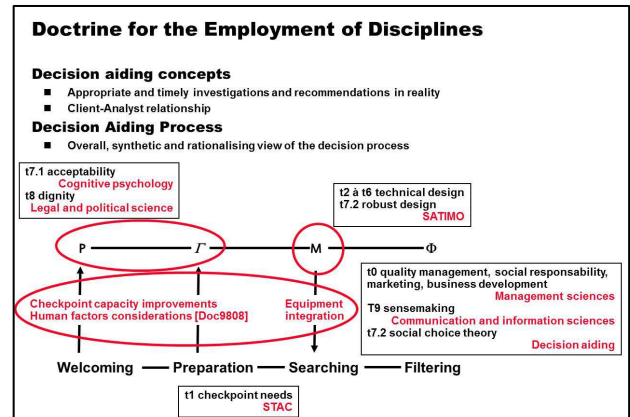 Doctrine for the Employment of Disciplines
Decision aiding concepts
Appropriate and timely investigations and recommendations in reality
Client-Analyst relationship
Decision Aiding Process
Overall, synthetic and rationalising view of the decision process
t7.1 acceptability
Cognitive psychology
t8 dignity
Legal and political science
t2 à t6 technical design
t7.2 robust design
SATIMO
P Γ M Φ
t0 quality management, social responsability,
marketing, business development
Management sciences
T9 sensemaking
Communication and information sciences
t7.2 social choice theory
Decision aiding
Checkpoint capacity improvements
Human factors considerations [Doc9808]
Equipment
integration
Welcoming Preparation Searching Filtering
t1 checkpoint needs
STAC